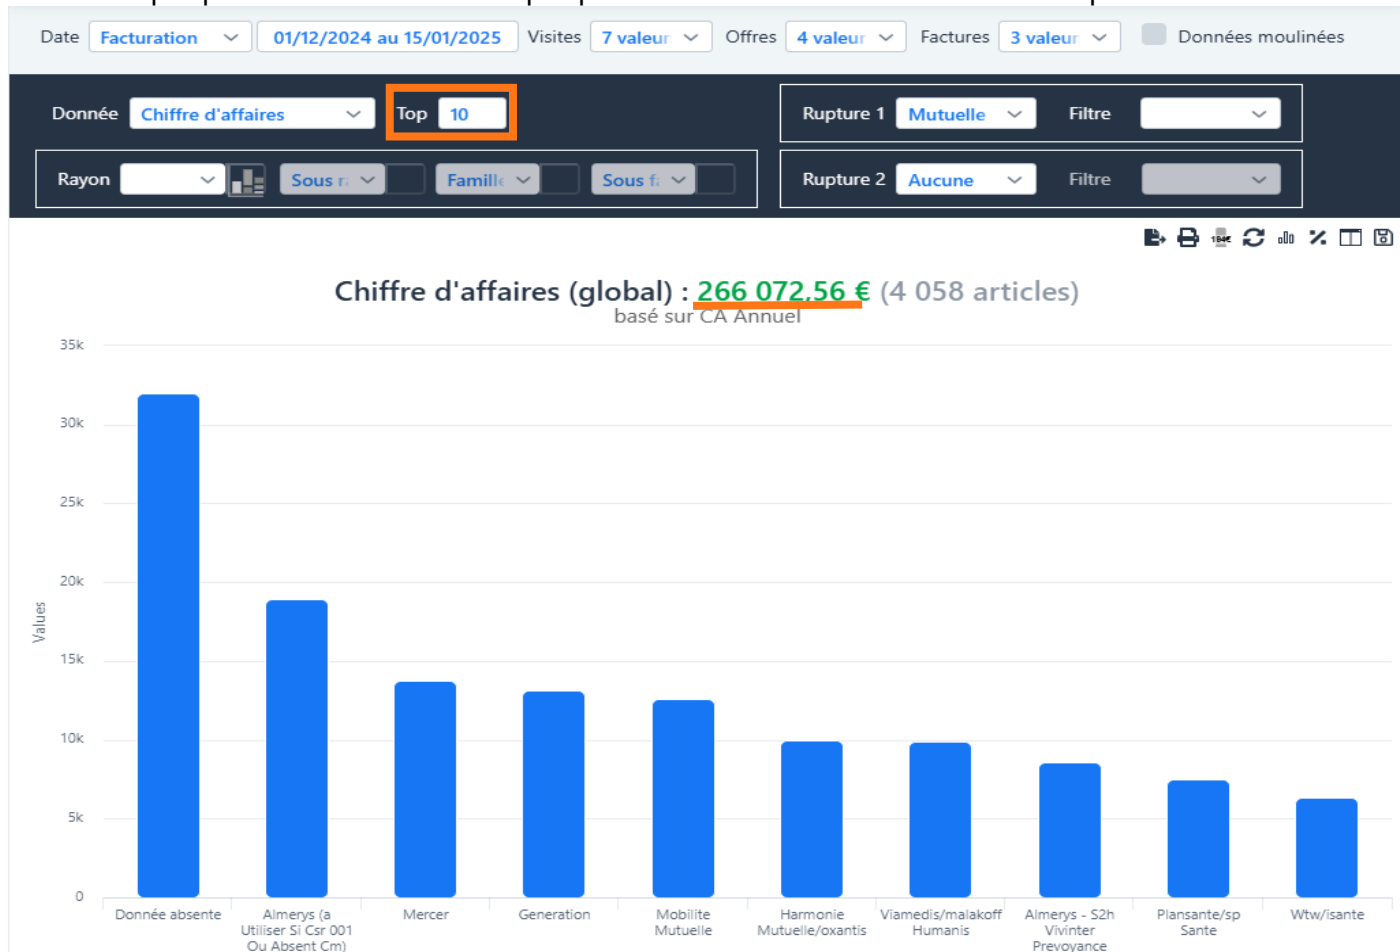 Date Facturation 01/12/2024 au 15/01/2025 Visites 7 valeur Offres 4 valeur Factures 3 valeur Données moulinées
Donnée Chiffre d'affaires Top 10 Rupture 1 Mutuelle Filtre
Rayon Sous r Famille Sous fa Rupture 2 Aucune Filtre
Chiffre d'affaires (global) : 266 072,56 € (4 058 articles)
basé sur CA Annuel
35k
30k
25k
20k
15k
10k
5k
0
Values
Donnée absente
Almerys (a
Utiliser Si Csr 001
Ou Absent Cm)
Mercer
Generation
Mobilite
Mutuelle
Harmonie
Mutuelle/oxantis
Viamedis/malakoff
Humanis
Almerys - S2h
Vivinter
Prevoyance
Plansante/sp
Sante
Wtw/isante